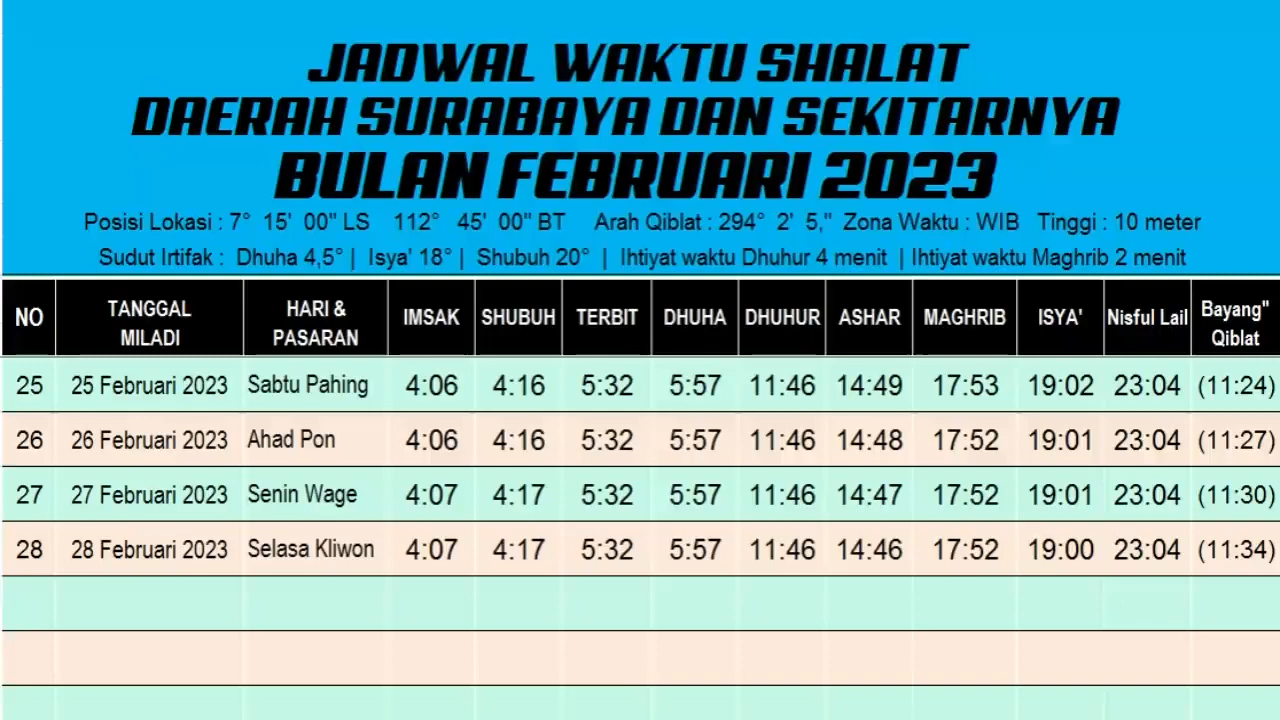 JADWAL WAKTU SHALAT
DAERAH SURABAYA DAN SEKITARNYA
BULAN FEBRUARI 2023
Posisi Lokasi : 7° 15' 00" LS 112° 45' 00" BT Arah Qiblat : 294° 2' 5," Zona Waktu : WIB Tinggi : 10 meter
Sudut Irtifak : Dhuha 4,5° | Isya' 18° | Shubuh 20° | Ihtiyat waktu Dhuhur 4 menit | Ihtiyat waktu Maghrib 2 menit
NO TANGGAL MILADI HARI & PASARAN IMSAK SHUBUH TERBIT DHUHA DHUHUR ASHAR MAGHRIB ISYA' Nisful Lail Bayang" Qiblat
25 25 Februari 2023 Sabtu Pahing 4:06 4:16 5:32 5:57 11:46 14:49 17:53 19:02 23:04 (11:24)
26 26 Februari 2023 Ahad Pon 4:06 4:16 5:32 5:57 11:46 14:48 17:52 19:01 23:04 (11:27)
27 27 Februari 2023 Senin Wage 4:07 4:17 5:32 5:57 11:46 14:47 17:52 19:01 23:04 (11:30)
28 28 Februari 2023 Selasa Kliwon 4:07 4:17 5:32 5:57 11:46 14:46 17:52 19:00 23:04 (11:34)